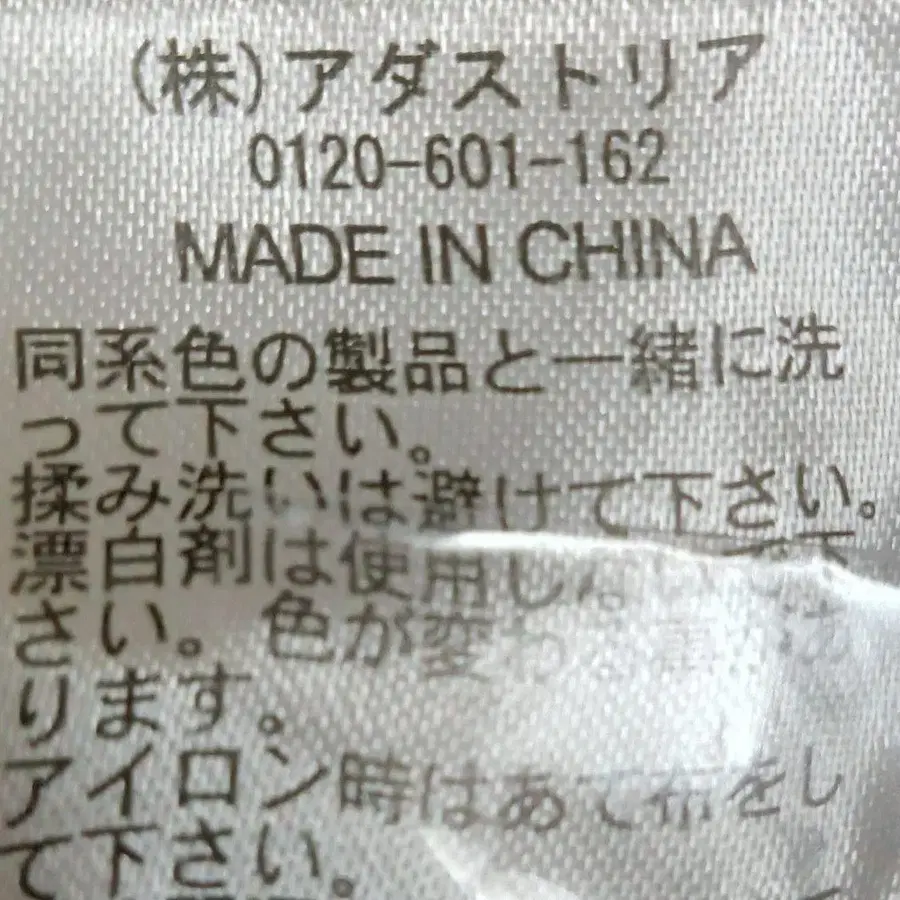 (株)アダストリア
0120-601-162
MADE IN CHINA
同系色の製品と一緒に洗
って下さい。
揉み洗いは避けて下さい。
漂白剤は使用し
さい。色が変わる
ります。
アイロン時はあて布をし
て下さい。